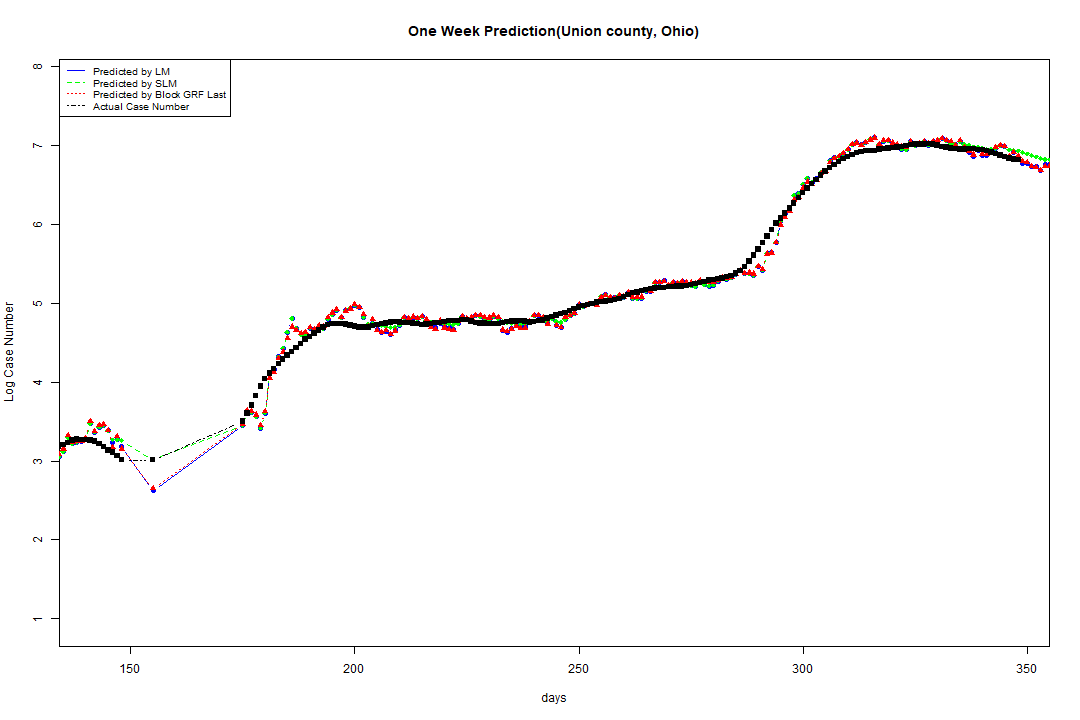 One Week Prediction(Union county, Ohio)
Predicted by LM
Predicted by SLM
Predicted by Block GRF Last
Actual Case Number
8
7
6
5
4
3
2
1
Log Case Number
150 200 250 300 350
days